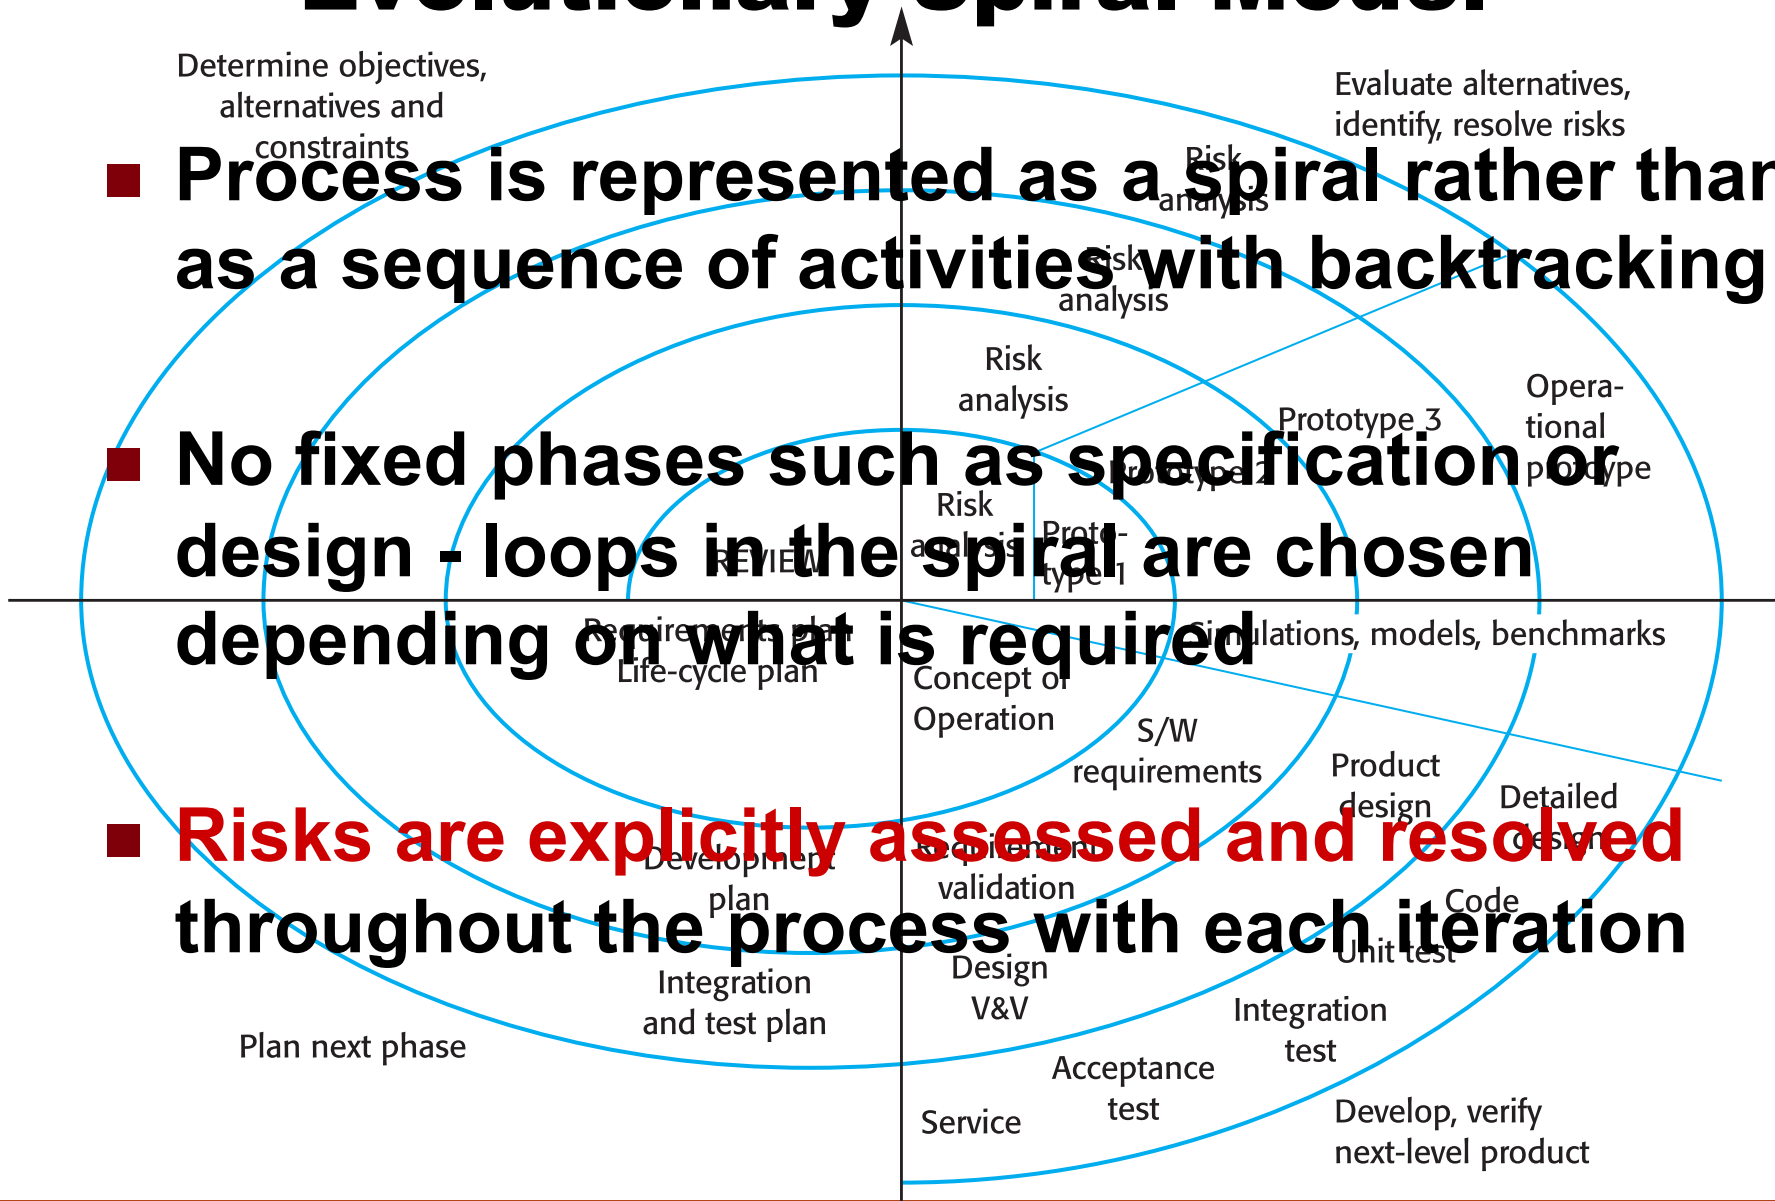 Evolutionary Spiral Model
Determine objectives,
alternatives and
constraints
Evaluate alternatives,
identify, resolve risks
Process is represented as a spiral rather than
as a sequence of activities with backtracking
Risk
analysis
Risk
analysis
Risk
analysis
Opera-
tional
protoype
Prototype 3
Prototype 2
No fixed phases such as specification or
design - loops in the spiral are chosen
depending on what is required
Risk
analysis
Proto-
type 1
REVIEW
Requirements plan
Life-cycle plan
Simulations, models, benchmarks
Concept of
Operation
S/W
requirements
Product
design
Detailed
design
Risks are explicitly assessed and resolved
throughout the process with each iteration
Development
plan
Requirement
validation
Code
Unit test
Integration
and test plan
Design
V&V
Integration
test
Plan next phase
Acceptance
test
Service
Develop, verify
next-level product